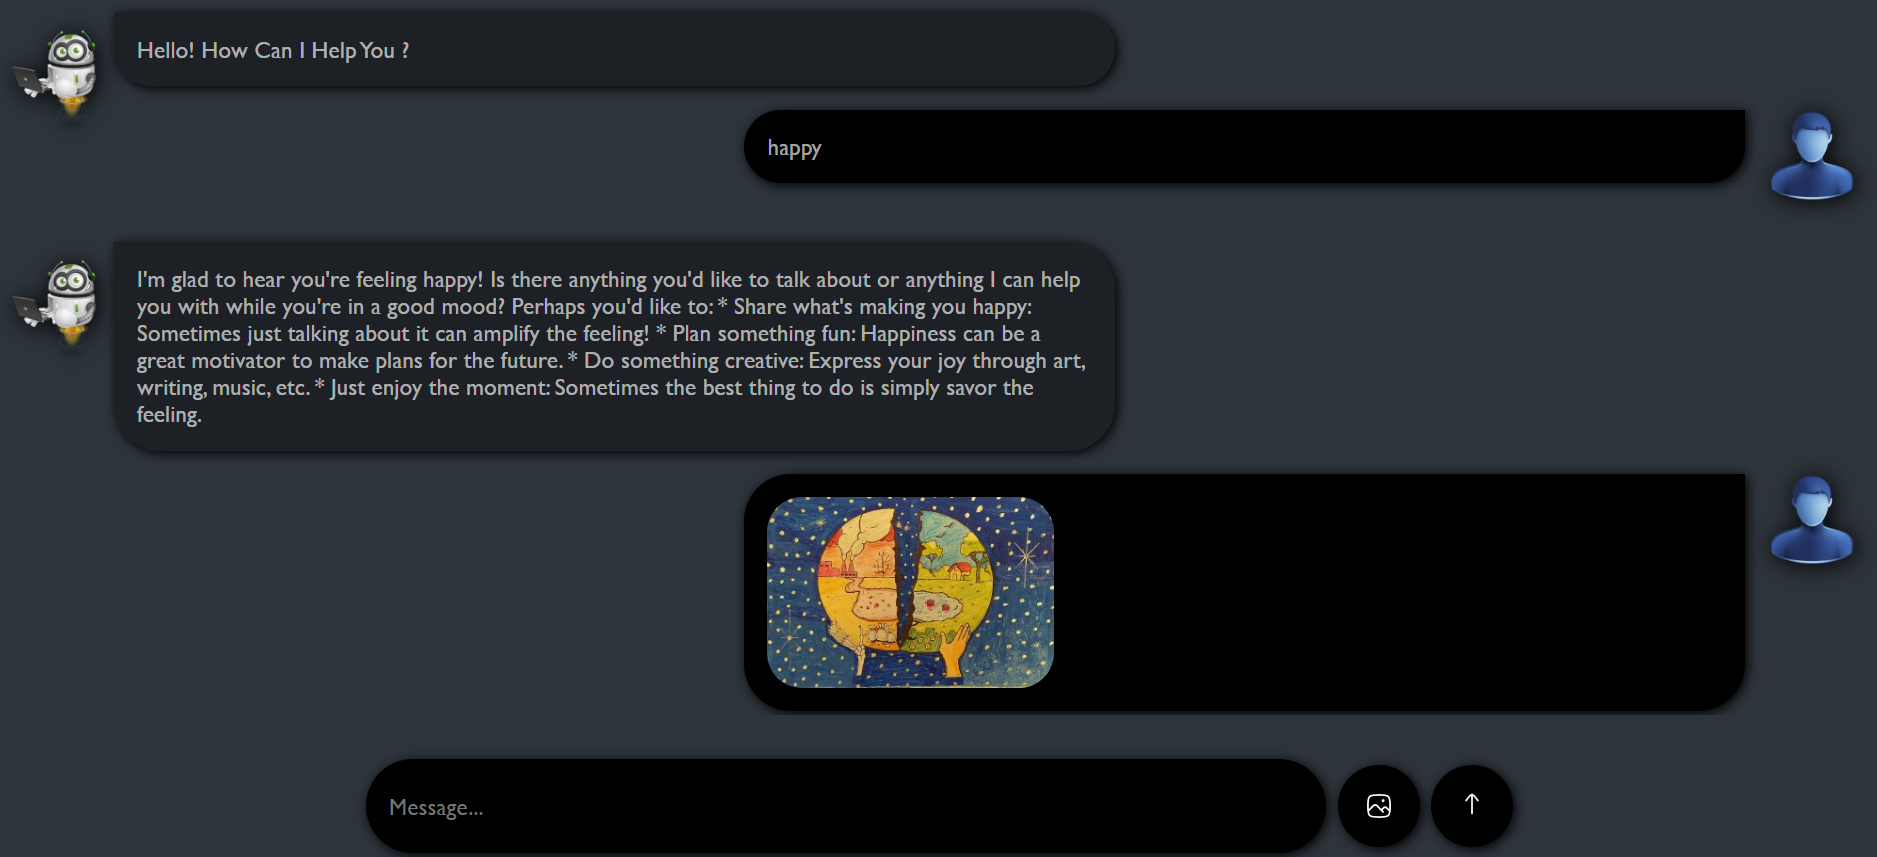 Hello! How Can I Help You ?
happy
I'm glad to hear you're feeling happy! Is there anything you'd like to talk about or anything I can help
you with while you're in a good mood? Perhaps you'd like to: * Share what's making you happy:
Sometimes just talking about it can amplify the feeling! * Plan something fun: Happiness can be a
great motivator to make plans for the future. * Do something creative: Express your joy through art,
writing, music, etc. * Just enjoy the moment: Sometimes the best thing to do is simply savor the
feeling.
Message...